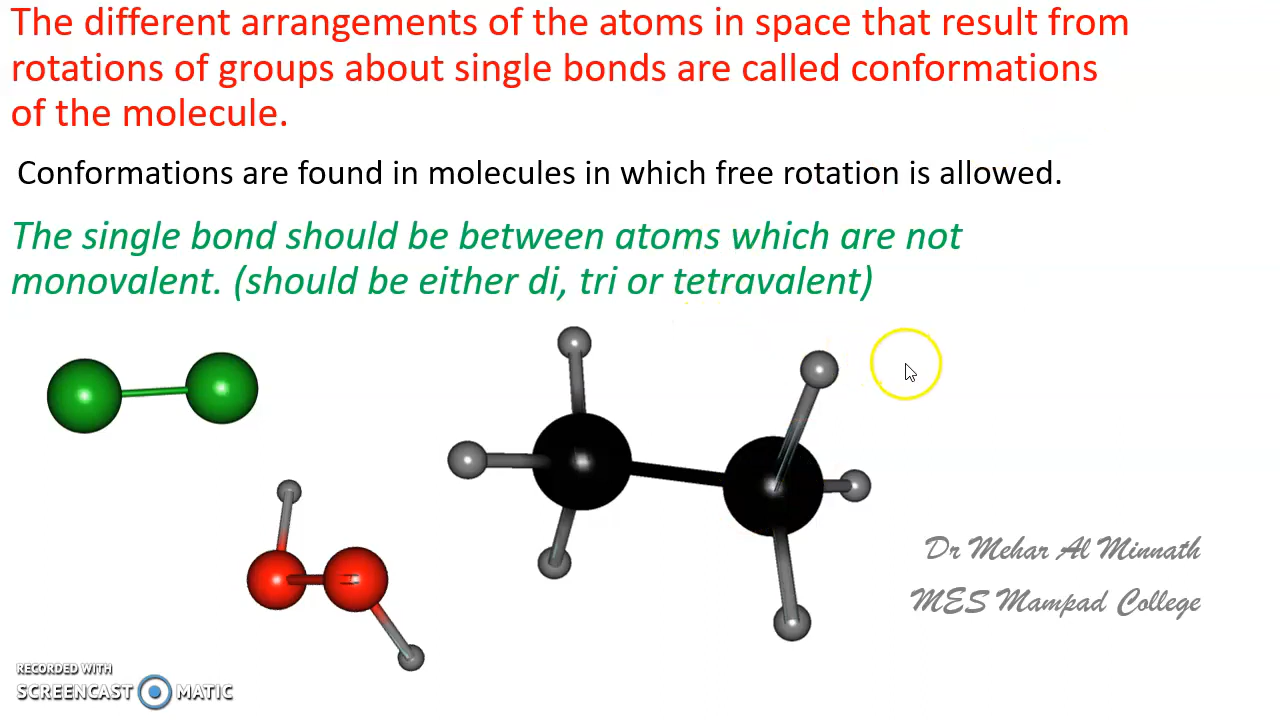 The different arrangements of the atoms in space that result from
rotations of groups about single bonds are called conformations
of the molecule.
Conformations are found in molecules in which free rotation is allowed.
The single bond should be between atoms which are not
monovalent. (should be either di, tri or tetravalent)
Dr Mehar Al Minnath
MES Mampad College
RECORDED WITH
SCREENCAST MATIC